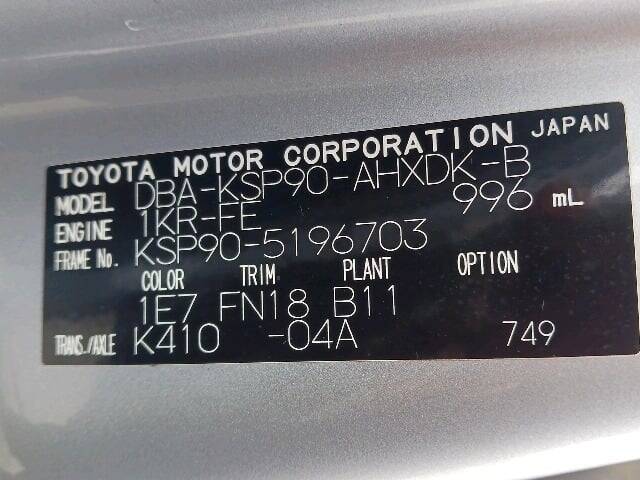 TOYOTA MOTOR CORPORATION JAPAN
MODEL DBA-KSP90-AHXDK-B
ENGINE 1KR-FE 996 mL
FRAME No. KSP90-5196703
COLOR TRIM PLANT OPTION
1E7 FN18 B11
TRANS./AXLE K410 -04A 749